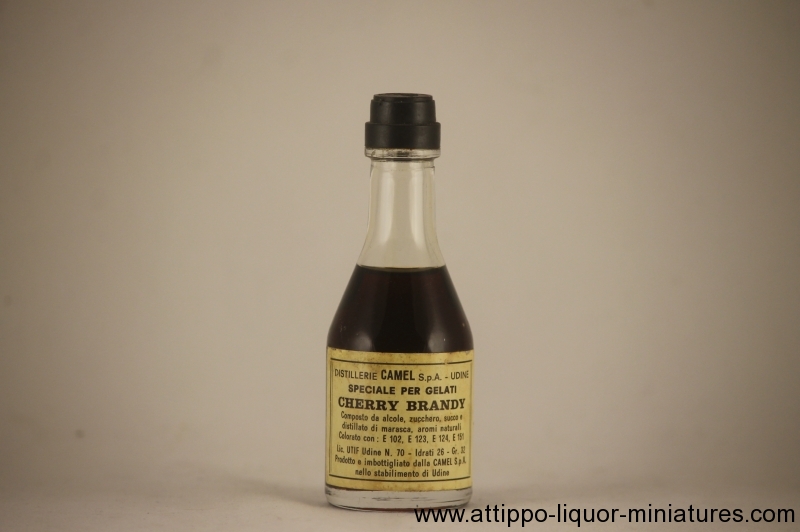 DISTILLERIE CAMEL S.p.A. - UDINE
SPECIALE PER GELATI
CHERRY BRANDY
Composto da alcole, zucchero, succo e
distillato di marasca, aromi naturali
Colorato con : E 102, E 123, E 124, E 151
Lic. UTIF Udine N. 70 - Idrati 26 - Gr. 32
Prodotto e imbottigliato dalla CAMEL S.p.A.
nello stabilimento di Udine
www.attippo-liquor-miniatures.com